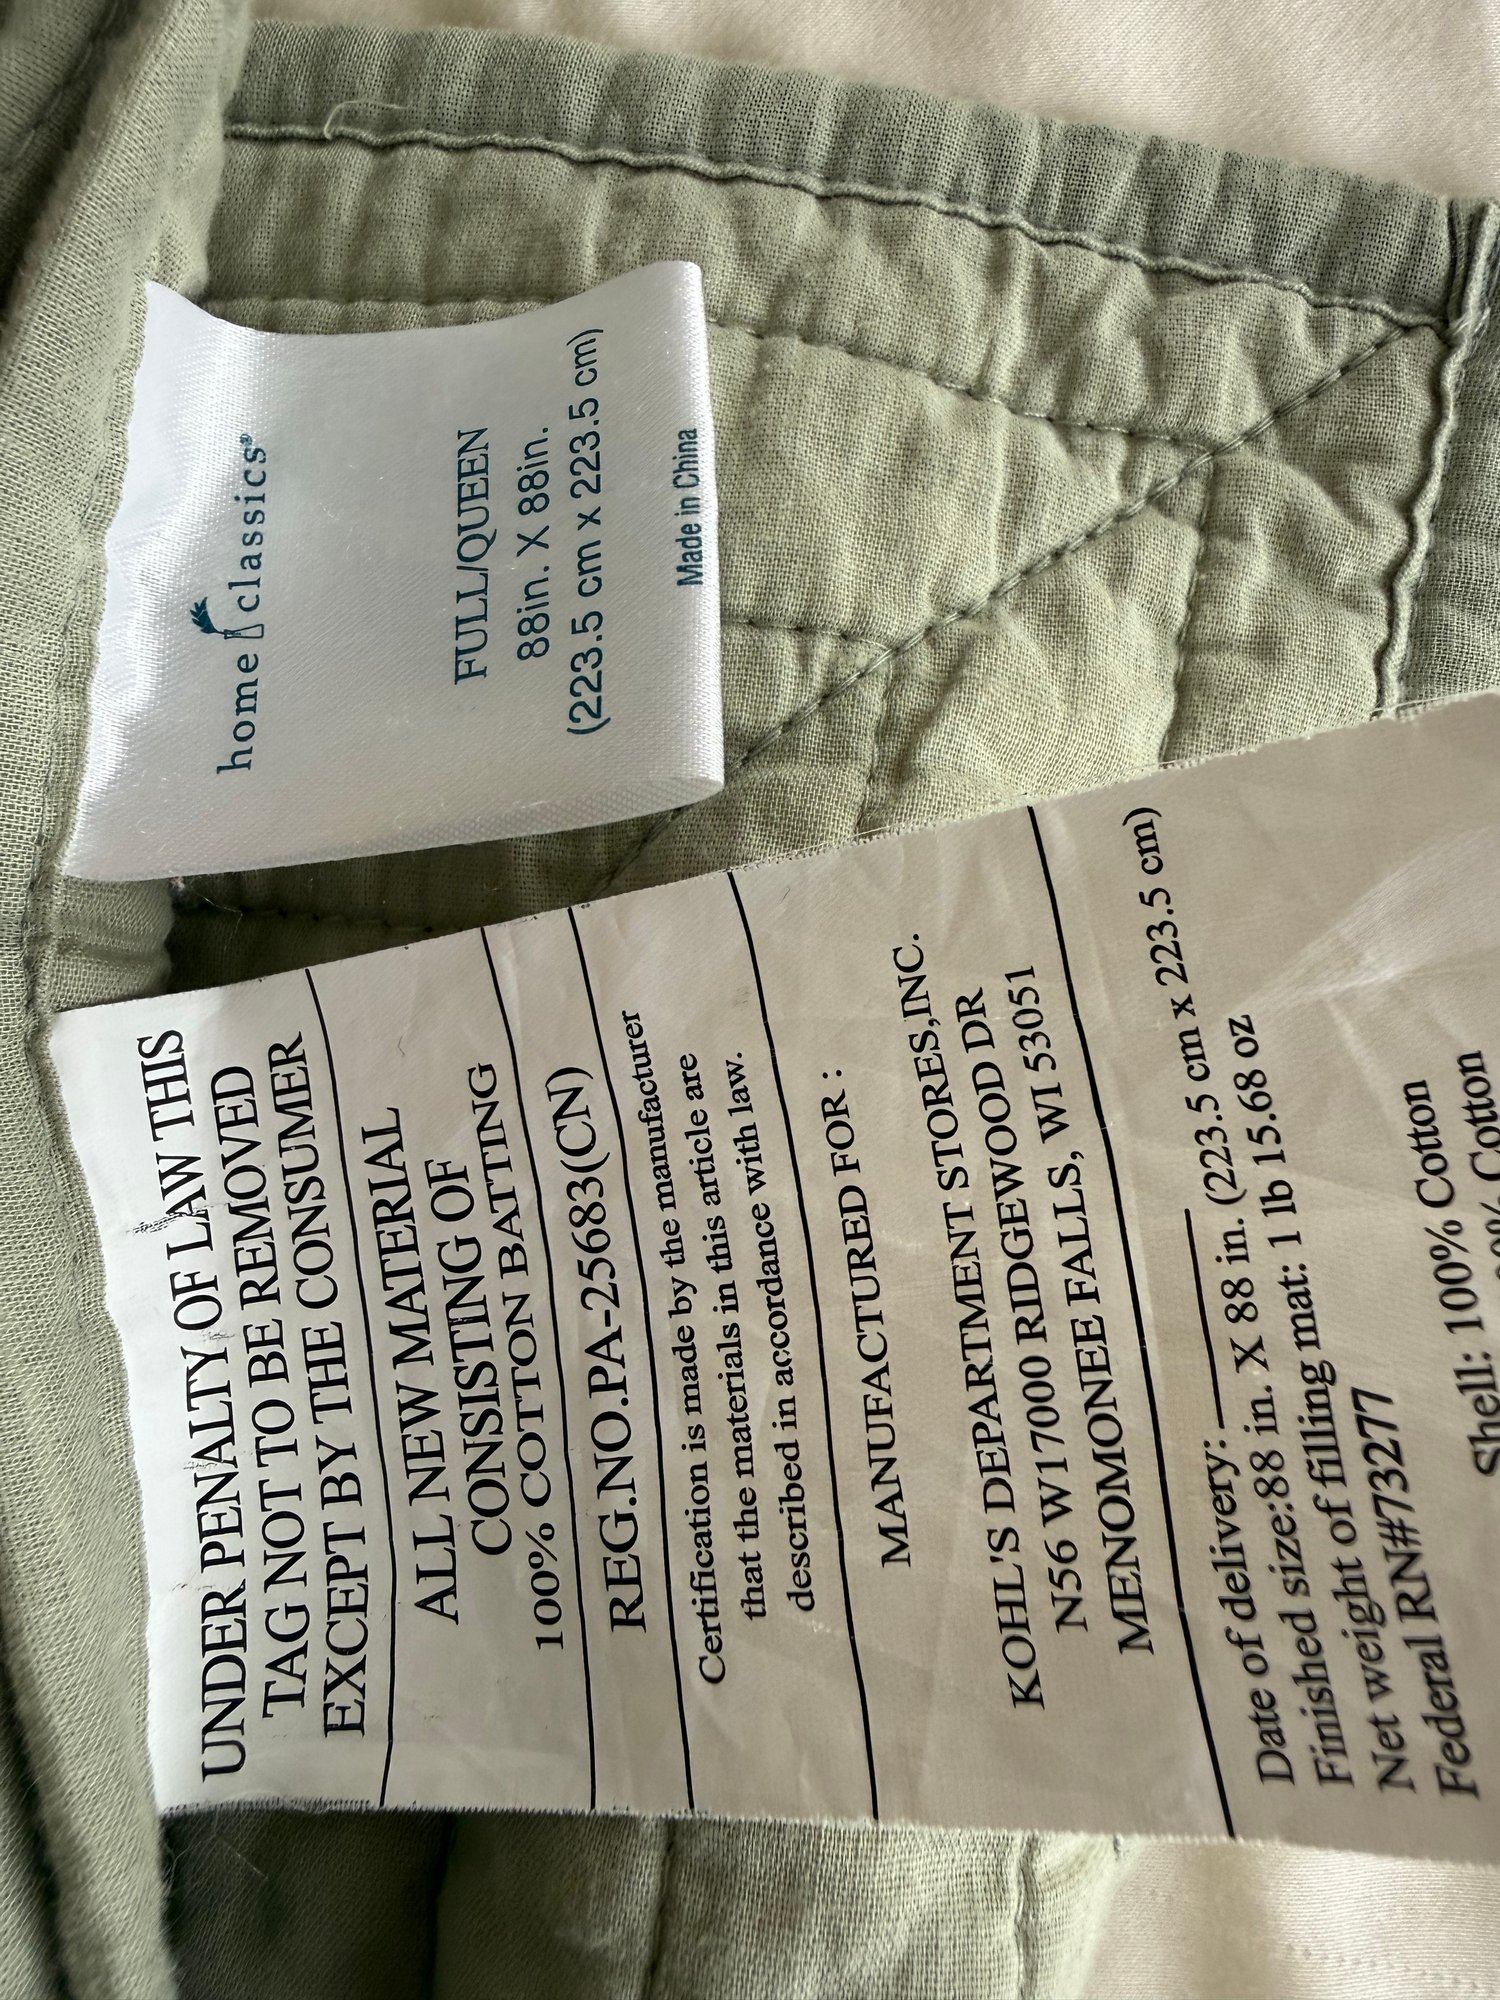 home classics®
FULL/QUEEN
88in. X 88in.
(223.5 cm x 223.5 cm)
Made in China
UNDER PENALTY OF LAW THIS
TAG NOT TO BE REMOVED
EXCEPT BY THE CONSUMER
ALL NEW MATERIAL
CONSISTING OF
100% COTTON BATTING
REG.NO.PA-25683(CN)
Certification is made by the manufacturer
that the materials in this article are
described in accordance with law.
MANUFACTURED FOR :
KOHL'S DEPARTMENT STORES,INC.
N56 W17000 RIDGEWOOD DR
MENOMONEE FALLS, WI 53051
Date of delivery:
Finished size:88 in. X 88 in. (223.5 cm x 223.5 cm)
Net weight of filling mat: 1 lb 15.68 oz
Federal RN#73277
Shell: 100% Cotton
Cotton